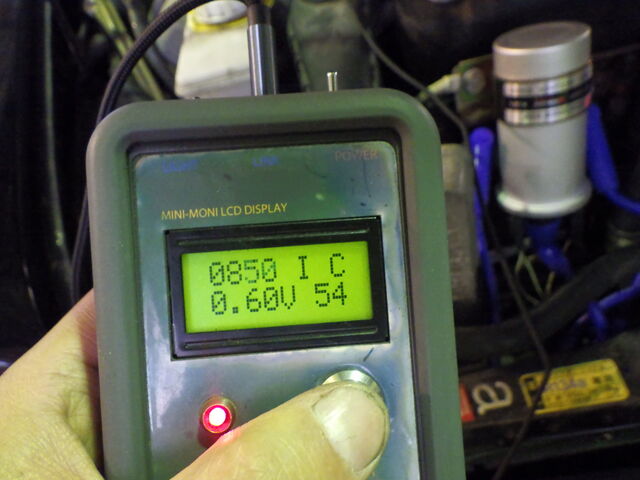 POWER
MINI-MONI LCD DISPLAY
0850 I C
0.60V 54
a